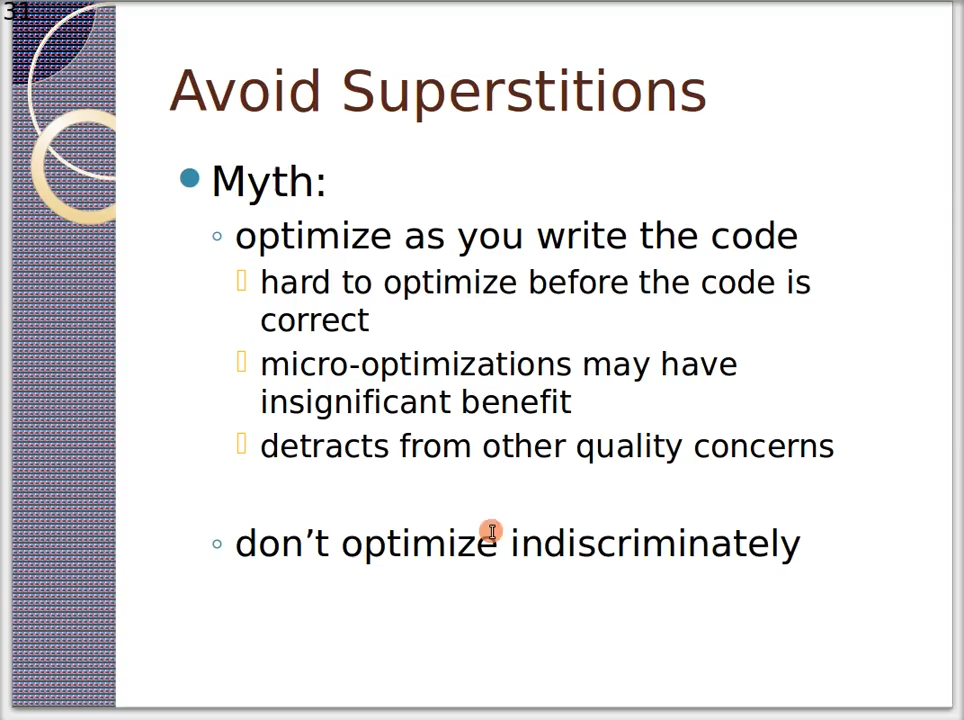 31
Avoid Superstitions
Myth:
optimize as you write the code
hard to optimize before the code is
correct
micro-optimizations may have
insignificant benefit
detracts from other quality concerns
don’t optimize indiscriminately